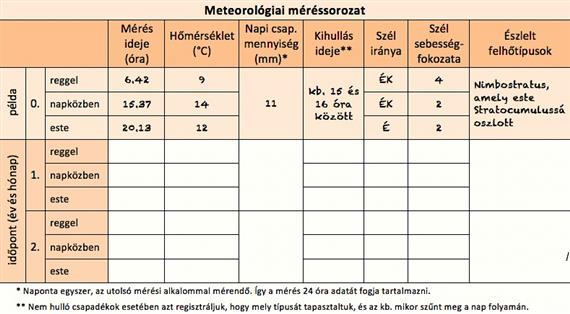 Meteorológiai méréssorozat
Mérés ideje (óra) Hőmérséklet (°C) Napi csap. mennyiség (mm)* Kihullás ideje** Szél iránya Szél sebesség-fokozata Észlelt felhőtípusok
példa 0. reggel 6.42 9 11 kb. 15 és 16 óra között ÉK 4 Nimbostratus, amely este Stratocumulussá oszlott
napközben 15.37 14 ÉK 2
este 20.13 12 É 2
időpont (év és hónap) 1. reggel
napközben
este
2. reggel
napközben
este
* Naponta egyszer, az utolsó mérési alkalommal mérendő. Így a mérés 24 óra adatát fogja tartalmazni.
** Nem hulló csapadékok esetében azt regisztráljuk, hogy mely típusát tapasztaltuk, és az kb. mikor szűnt meg a nap folyamán.